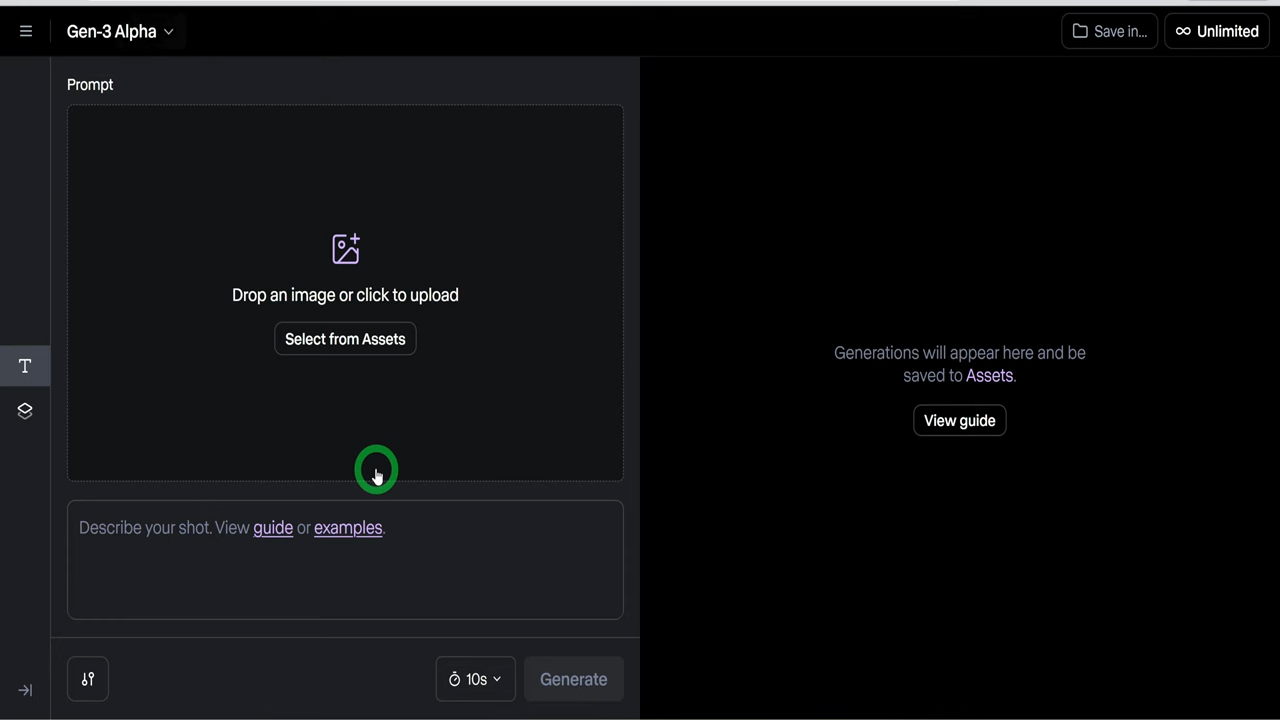 Gen-3 Alpha
Save in...
Unlimited
Prompt
Drop an image or click to upload
Select from Assets
Generations will appear here and be
saved to Assets.
View guide
T
Describe your shot. View guide or examples.
10s
Generate